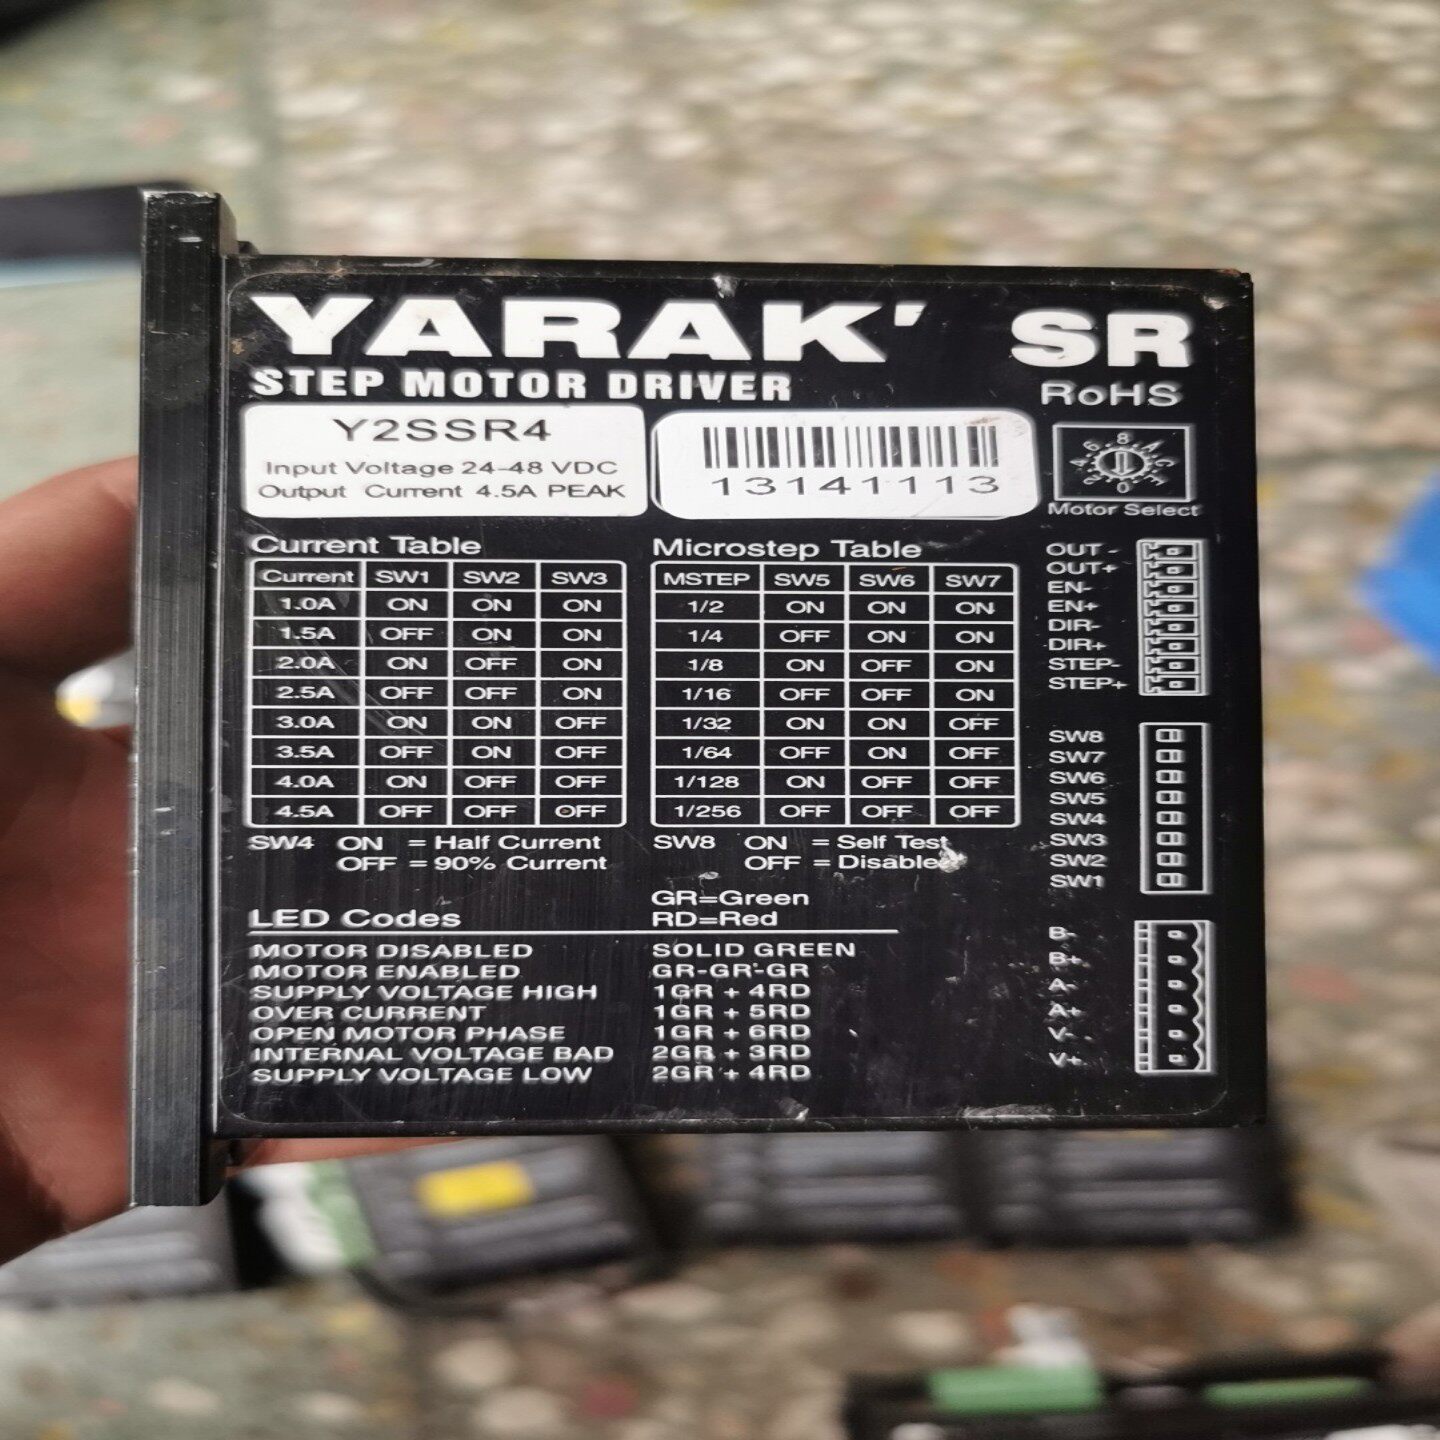 YARAK' SR
STEP MOTOR DRIVER
RoHS
Y2SSR4
Input Voltage 24-48 VDC
Output Current 4.5A PEAK
13141113
Motor Select
Current Table
Current SW1 SW2 SW3
1.0A ON ON ON
1.5A OFF ON ON
2.0A ON OFF ON
2.5A OFF OFF ON
3.0A ON ON OFF
3.5A OFF ON OFF
4.0A ON OFF OFF
4.5A OFF OFF OFF
SW4 ON = Half Current
OFF = 90% Current
Microstep Table
MSTEP SW5 SW6 SW7
1/2 ON ON ON
1/4 OFF ON ON
1/8 ON OFF ON
1/16 OFF OFF ON
1/32 ON ON OFF
1/64 OFF ON OFF
1/128 ON OFF OFF
1/256 OFF OFF OFF
SW8 ON = Self Test
OFF = Disable
OUT -
OUT+
EN-
EN+
DIR-
DIR+
STEP-
STEP+
SW8
SW7
SW6
SW5
SW4
SW3
SW2
SW1
B-
B+
A-
A+
V-
V+
GR=Green
RD=Red
LED Codes
MOTOR DISABLED SOLID GREEN
MOTOR ENABLED GR-GR-GR
SUPPLY VOLTAGE HIGH 1GR + 4RD
OVER CURRENT 1GR + 5RD
OPEN MOTOR PHASE 1GR + 6RD
INTERNAL VOLTAGE BAD 2GR + 3RD
SUPPLY VOLTAGE LOW 2GR + 4RD